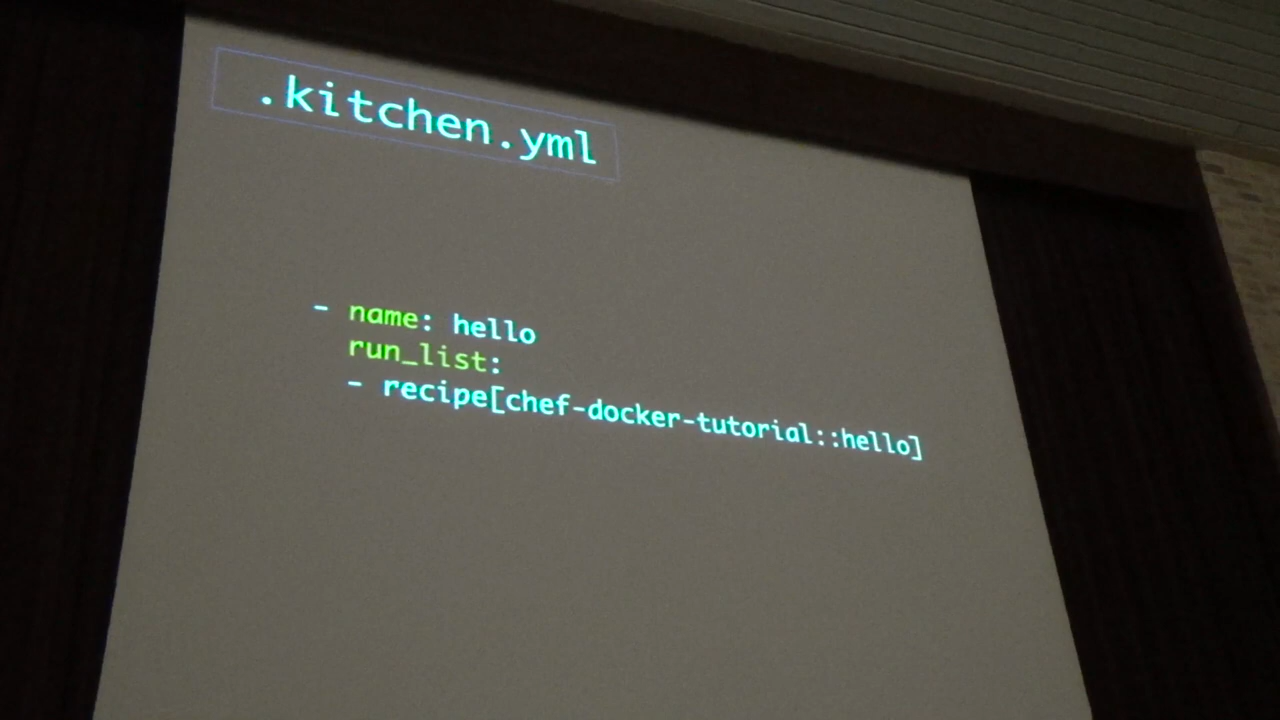 .kitchen.yml
- name: hello
run_list:
- recipe[chef-docker-tutorial::hello]